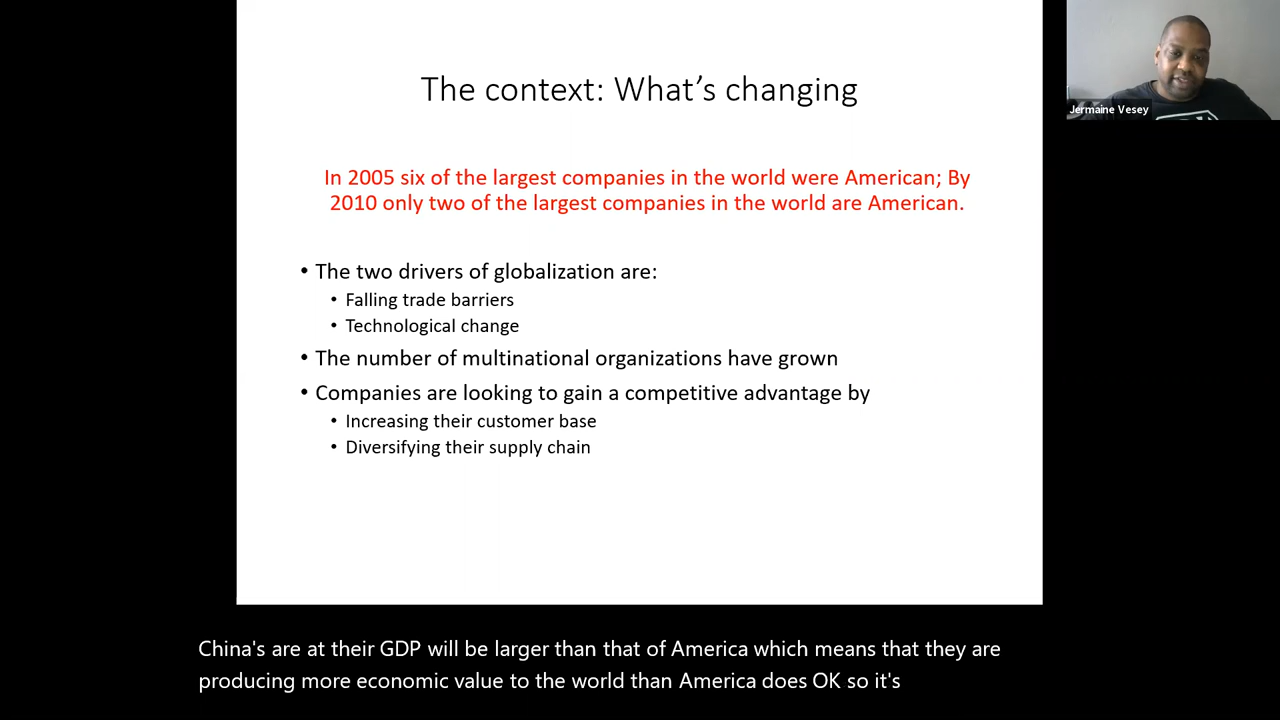 The context: What's changing
Jermaine Vesey
In 2005 six of the largest companies in the world were American; By
2010 only two of the largest companies in the world are American.
• The two drivers of globalization are:
• Falling trade barriers
• Technological change
• The number of multinational organizations have grown
• Companies are looking to gain a competitive advantage by
• Increasing their customer base
• Diversifying their supply chain
China's are at their GDP will be larger than that of America which means that they are
producing more economic value to the world than America does OK so it's